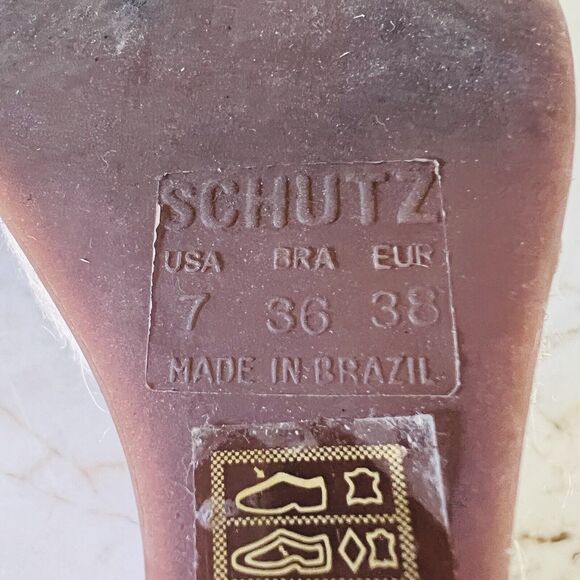 SCHUTZ
USA BRA EUR
7 36 38
MADE IN BRAZIL